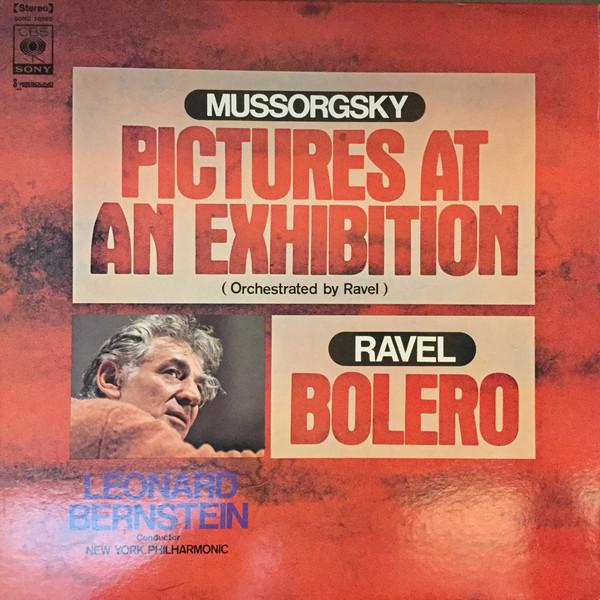 【Stereo】
CBS
SONY
MUSSORGSKY
PICTURES AT
AN EXHIBITION
( Orchestrated by Ravel )
RAVEL
BOLERO
LEONARD
BERNSTEIN
Conductor
NEW YORK PHILHARMONIC